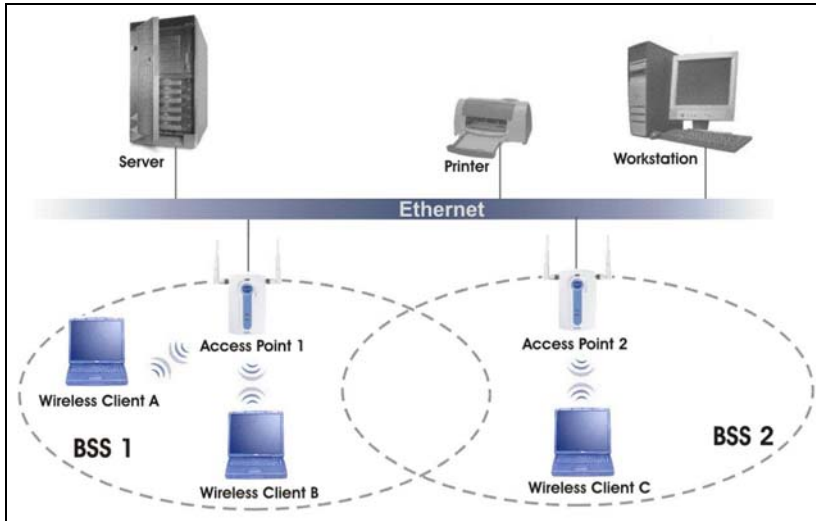 Server
Printer
Workstation
Ethernet
Access Point 1
Access Point 2
Wireless Client A
BSS 1
BSS 2
Wireless Client B
Wireless Client C